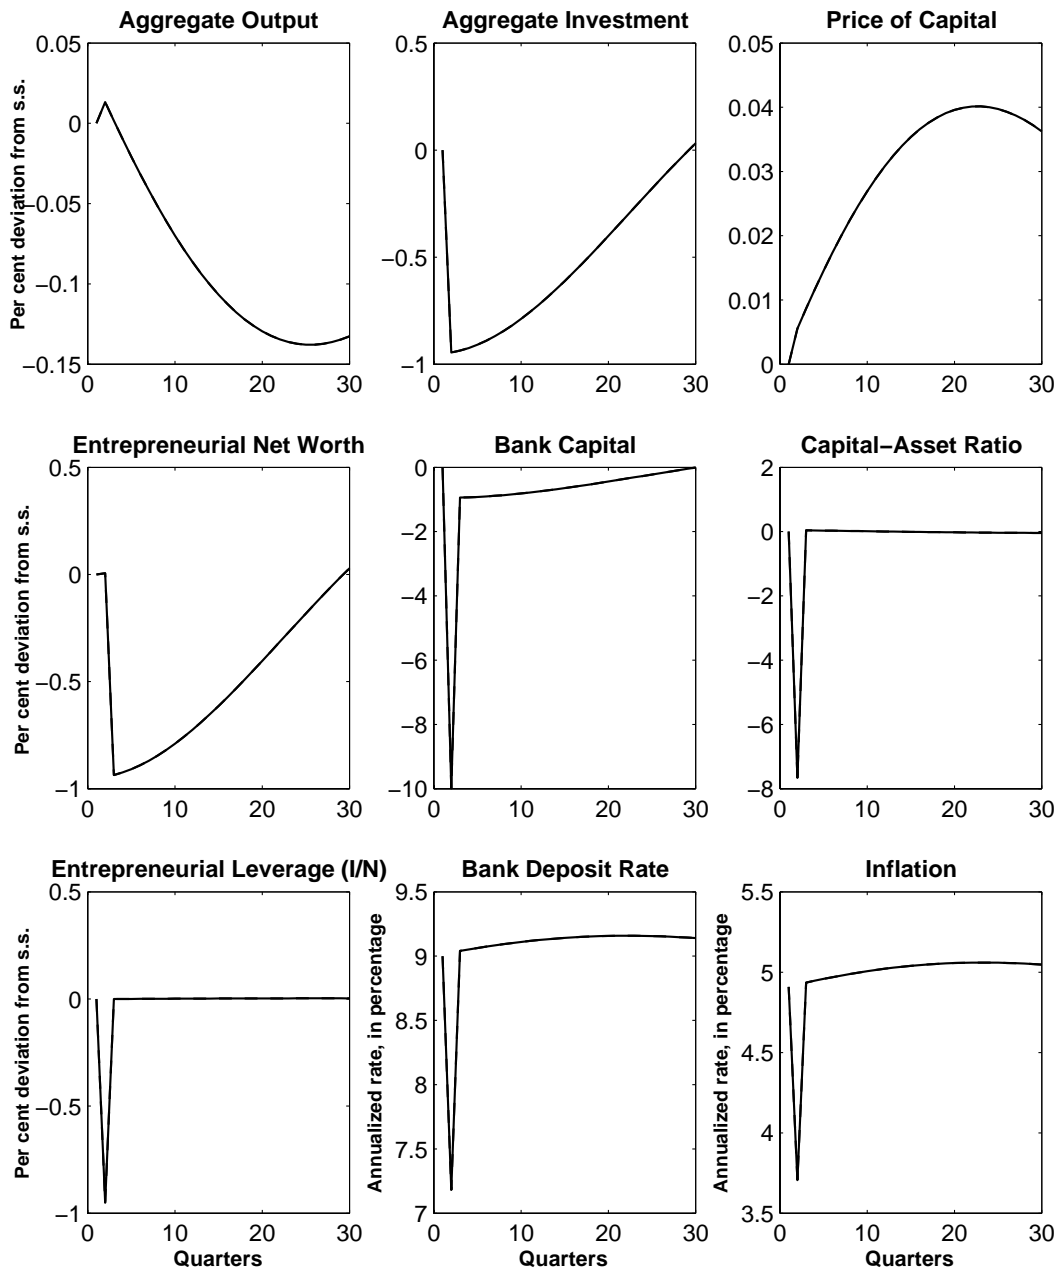 Aggregate Output
Aggregate Investment
Price of Capital
Per cent deviation from s.s.
0.05
0
−0.05
−0.1
−0.15
0 10 20 30
0.5
0
−0.5
−1
0 10 20 30
0.05
0.04
0.03
0.02
0.01
0
0 10 20 30
Entrepreneurial Net Worth
Bank Capital
Capital−Asset Ratio
Per cent deviation from s.s.
0.5
0
−0.5
−1
0 10 20 30
0
−2
−4
−6
−8
−10
0 10 20 30
2
0
−2
−4
−6
−8
0 10 20 30
Entrepreneurial Leverage (I/N)
Bank Deposit Rate
Inflation
Per cent deviation from s.s.
0.5
0
−0.5
−1
0 10 20 30
Quarters
Annualized rate, in percentage
9.5
9
8.5
8
7.5
7
0 10 20 30
Quarters
Annualized rate, in percentage
5.5
5
4.5
4
3.5
0 10 20 30
Quarters